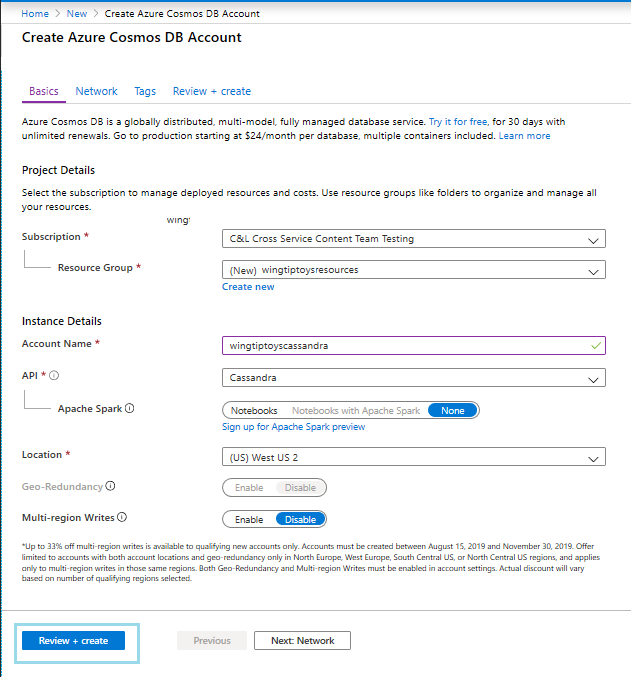 Home > New > Create Azure Cosmos DB Account
Create Azure Cosmos DB Account
Basics Network Tags Review + create
Azure Cosmos DB is a globally distributed, multi-model, fully managed database service. Try it for free, for 30 days with
unlimited renewals. Go to production starting at $24/month per database, multiple containers included. Learn more
Project Details
Select the subscription to manage deployed resources and costs. Use resource groups like folders to organize and manage all
your resources.
wing
Subscription * C&L Cross Service Content Team Testing
Resource Group * (New) wingtiptoysresources
Create new
Instance Details
Account Name * wingtiptoyscassandra
API * Cassandra
Apache Spark Notebooks Notebooks with Apache Spark None
Sign up for Apache Spark preview
Location * (US) West US 2
Geo-Redundancy Enable Disable
Multi-region Writes Enable Disable
*Up to 33% off multi-region writes is available to qualifying new accounts only. Accounts must be created between August 15, 2019 and November 30, 2019. Offer
limited to accounts with both account locations and geo-redundancy only in North Europe, West Europe, South Central US, or North Central US regions, and applies
only to multi-region writes in those same regions. Both Geo-Redundancy and Multi-region Writes must be enabled in account settings. Actual discount will vary
based on number of qualifying regions selected.
Review + create Previous Next: Network